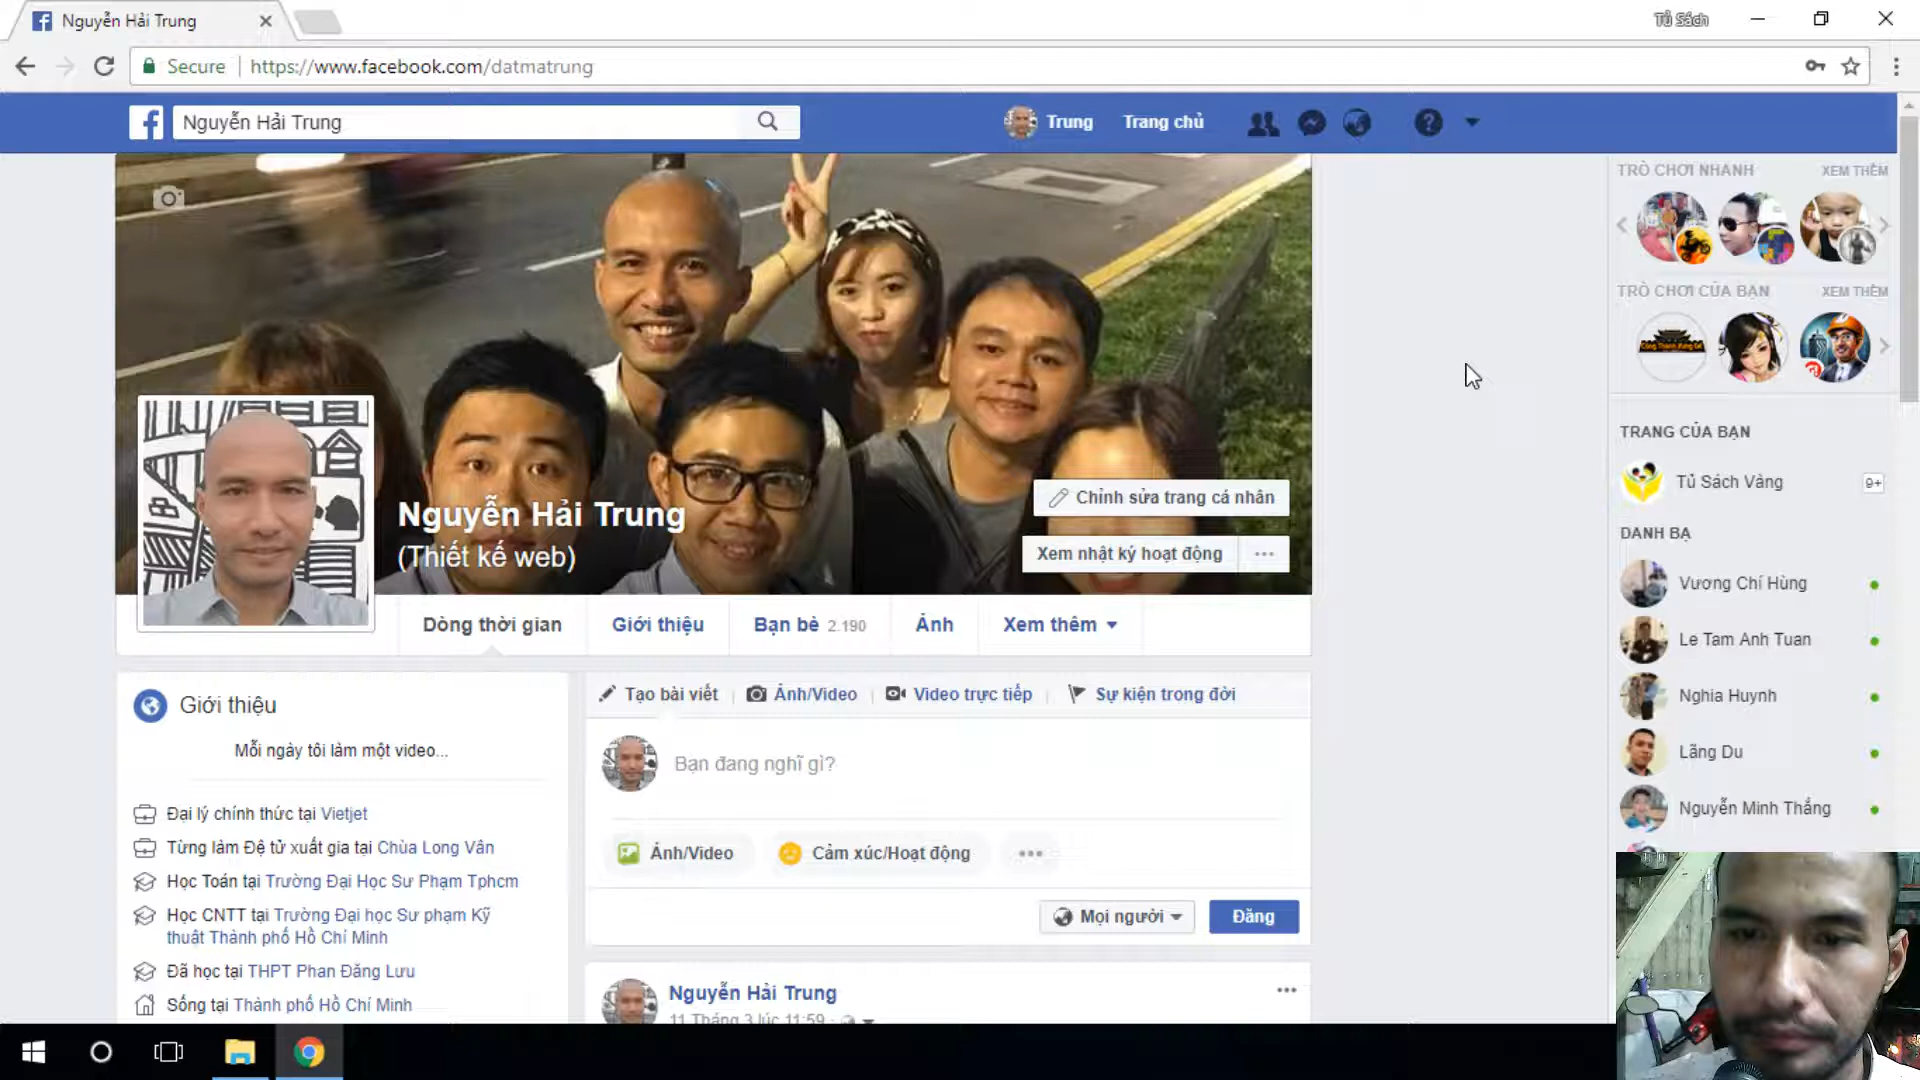 Nguyễn Hải Trung
Tủ Sách
Secure
https://www.facebook.com/datmatrung
Nguyễn Hải Trung
Trung
Trang chủ
TRÒ CHƠI NHANH
XEM THÊM
TRÒ CHƠI CỦA BẠN
XEM THÊM
TRANG CỦA BẠN
Tủ Sách Vàng
9+
DANH BẠ
Vương Chí Hùng
Le Tam Anh Tuan
Nghia Huynh
Lãng Du
Nguyễn Minh Thắng
Chỉnh sửa trang cá nhân
Nguyễn Hải Trung
(Thiết kế web)
Xem nhật ký hoạt động
Dòng thời gian
Giới thiệu
Bạn bè 2.190
Ảnh
Xem thêm
Giới thiệu
Mỗi ngày tôi làm một video...
Đại lý chính thức tại Vietjet
Từng làm Đệ tử xuất gia tại Chùa Long Vân
Học Toán tại Trường Đại Học Sư Phạm Tphcm
Học CNTT tại Trường Đại học Sư phạm Kỹ
thuật Thành phố Hồ Chí Minh
Đã học tại THPT Phan Đăng Lưu
Sống tại Thành phố Hồ Chí Minh
Tạo bài viết
Ảnh/Video
Video trực tiếp
Sự kiện trong đời
Bạn đang nghĩ gì?
Ảnh/Video
Cảm xúc/Hoạt động
Mọi người
Đăng
Nguyễn Hải Trung
11 Tháng 3 lúc 11:59